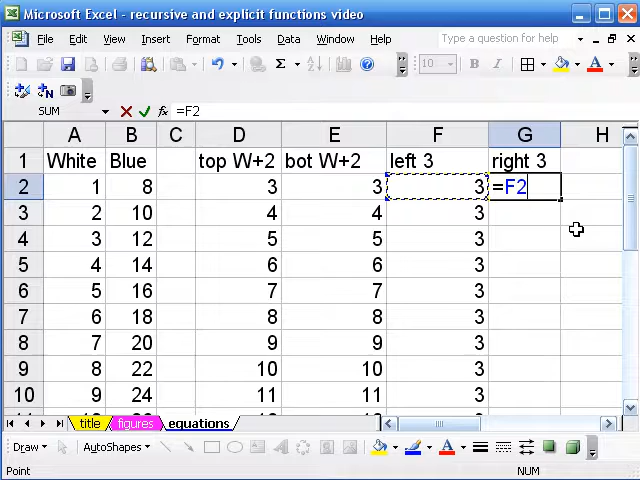 Microsoft Excel - recursive and explicit functions video
File Edit View Insert Format Tools Data Window Help Type a question for help
10 B I U A
SUM fx =F2
A B C D E F G H
1 White Blue top W+2 bot W+2 left 3 right 3
2 1 8 3 3 3 =F2
3 2 10 4 4 3
4 3 12 5 5 3
5 4 14 6 6 3
6 5 16 7 7 3
7 6 18 8 8 3
8 7 20 9 9 3
9 8 22 10 10 3
10 9 24 11 11 3
title figures equations
Draw AutoShapes A A
Point NUM